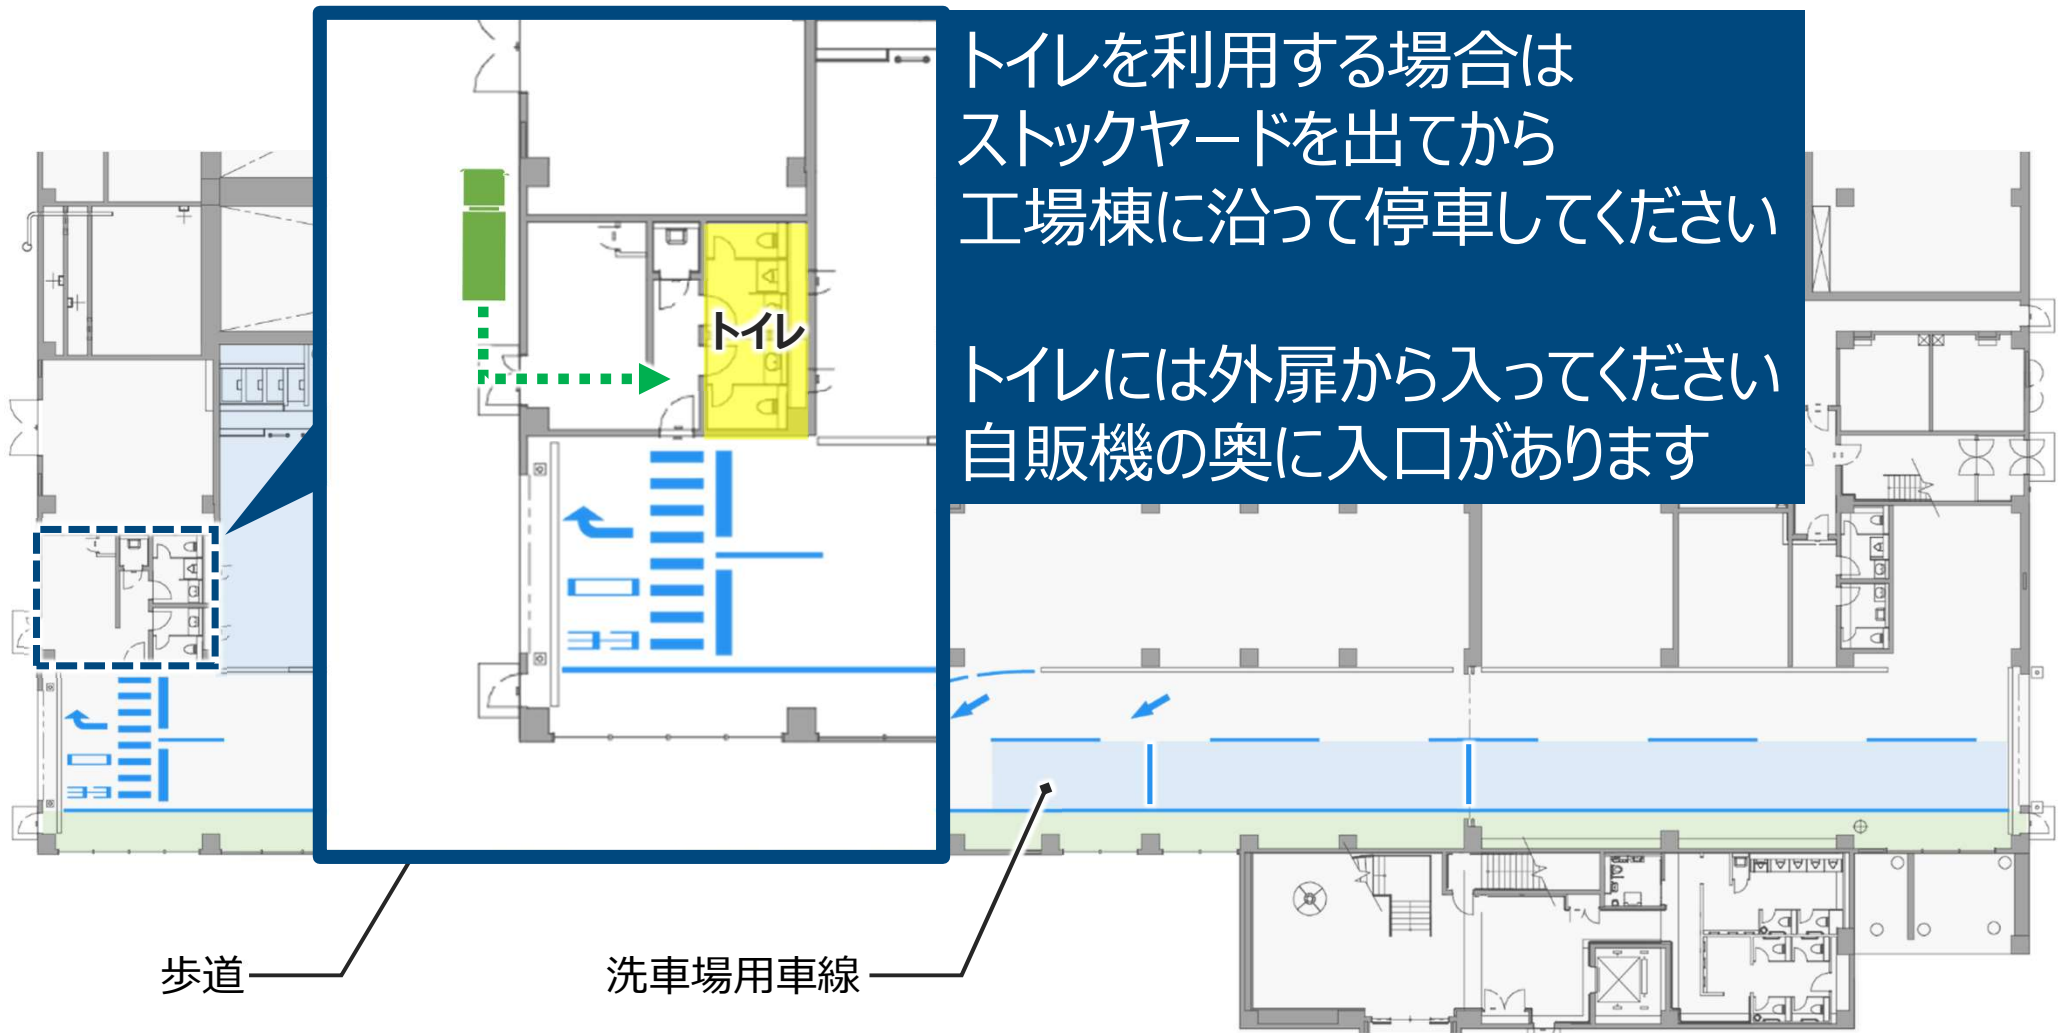 トイレを利用する場合は
ストックヤードを出てから
工場棟に沿って停車してください
トイレには外扉から入ってください
自販機の奥に入口があります
トイレ
歩道
洗車場用車線